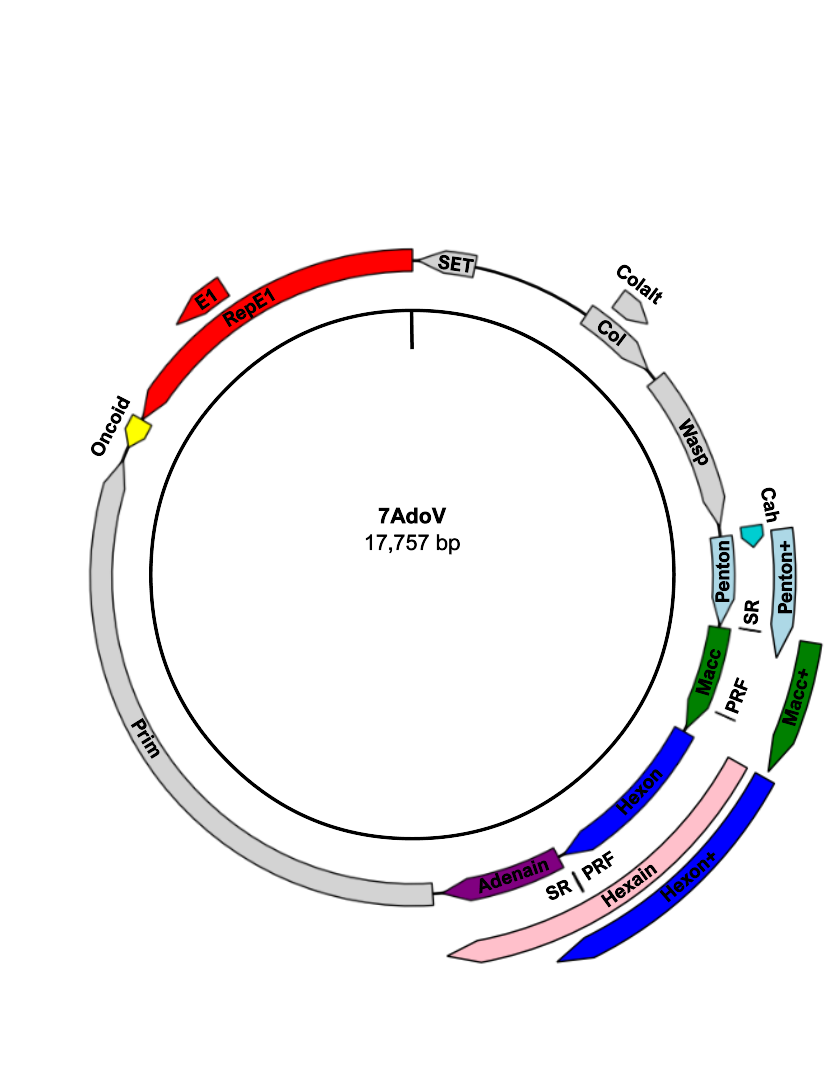 SET
Colalt
E1
RepE1
Col
Oncoid
Wasp
Cah
7AdoV
17,757 bp
Penton
Penton+
SR
Macc
PRF
Macc+
Prim
Hexon
PRF
SR
Adenain
Hexain
Hexon+